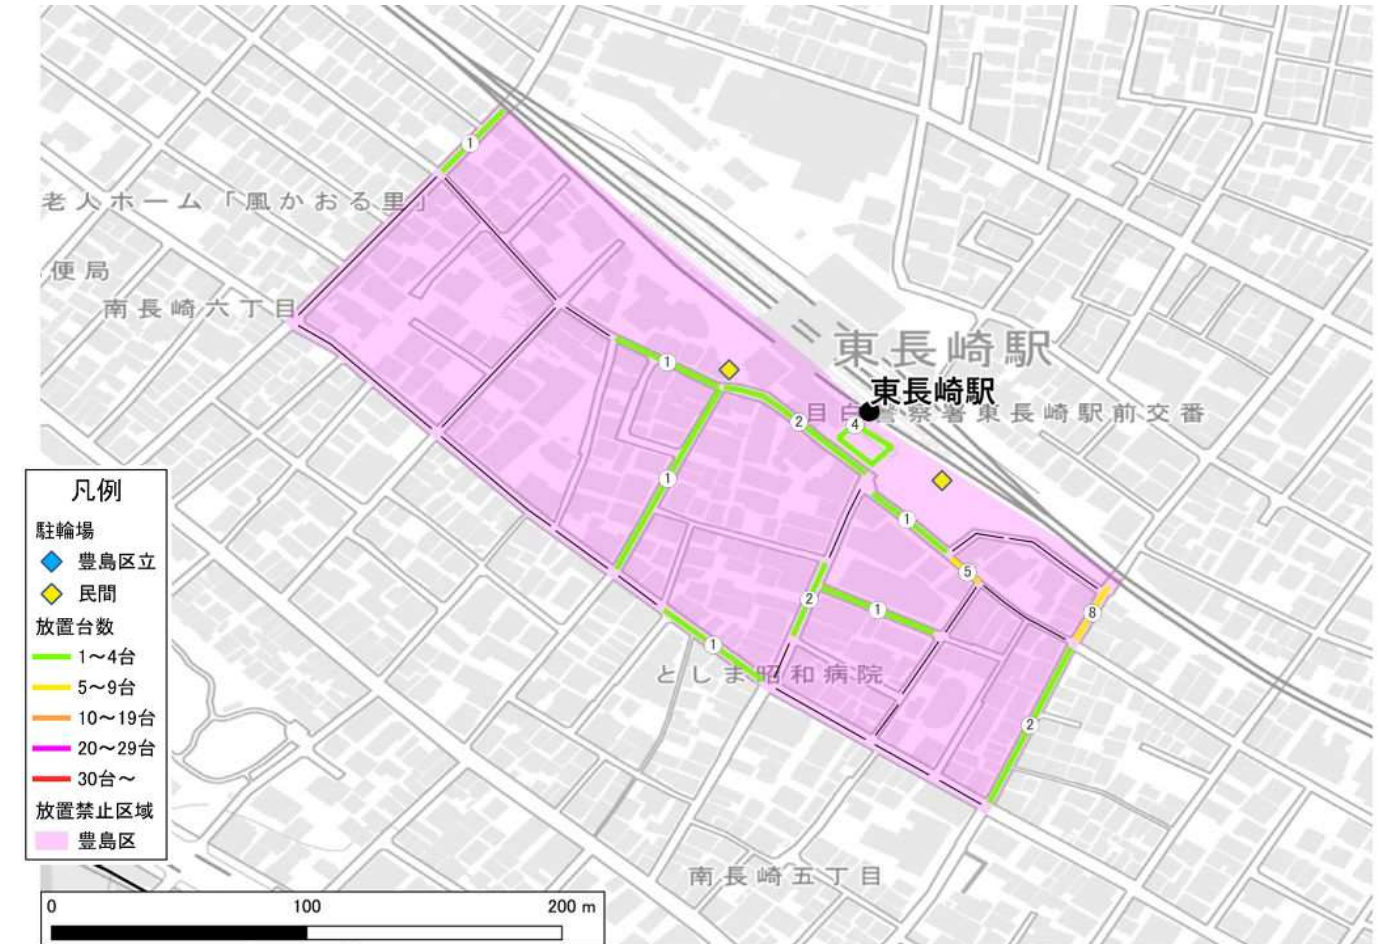 1
老人ホーム「風かおる里」
便局
南長崎六丁目
東長崎駅
東長崎駅
目白警察署東長崎駅前交番
1
2
4
1
1
5
2
1
8
1
2
としま昭和病院
南長崎五丁目
凡例
駐輪場
豊島区立
民間
放置台数
1～4台
5～9台
10～19台
20～29台
30台～
放置禁止区域
豊島区
0 100 200 m